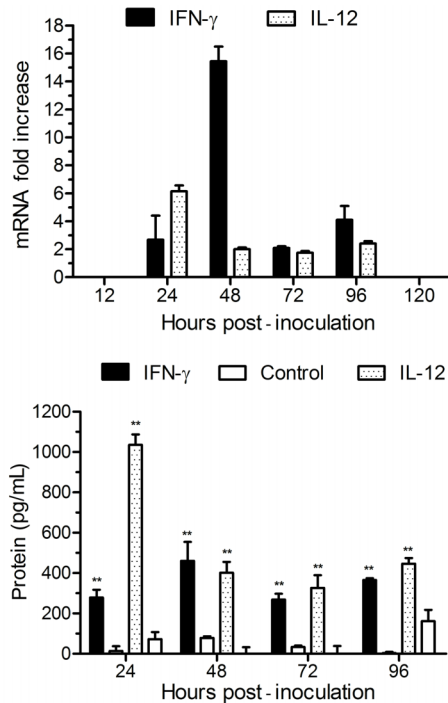 IFN-γ IL-12
18
16
14
12
10
8
6
4
2
0
mRNA fold increase
12 24 48 72 96 120
Hours post-inoculation
IFN-γ Control IL-12
1200
1000
800
600
400
200
0
Protein (pg/mL)
** ** ** ** ** ** ** **
24 48 72 96
Hours post-inoculation